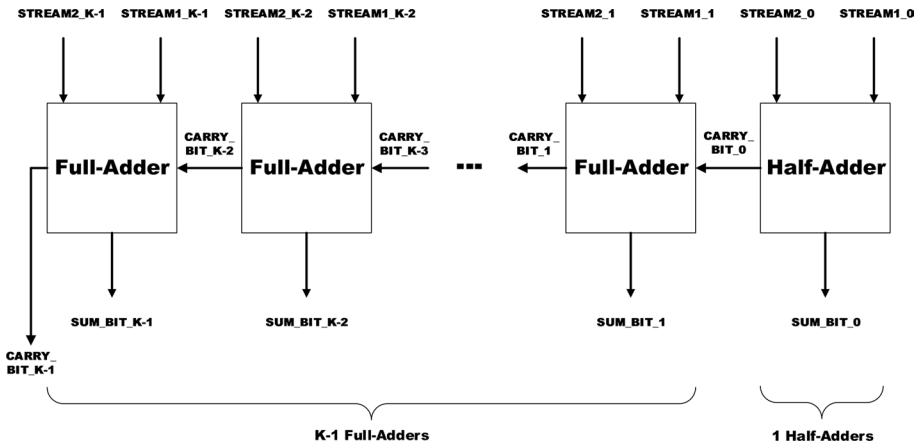 STREAM2_K-1 STREAM1_K-1 STREAM2_K-2 STREAM1_K-2 STREAM2_1 STREAM1_1 STREAM2_0 STREAM1_0
CARRY_
BIT_K-2
CARRY_
BIT_K-3
CARRY_
BIT_1
CARRY_
BIT_0
Full-Adder Full-Adder ... Full-Adder Half-Adder
SUM_BIT_K-1 SUM_BIT_K-2 SUM_BIT_1 SUM_BIT_0
CARRY_
BIT_K-1
K-1 Full-Adders 1 Half-Adders